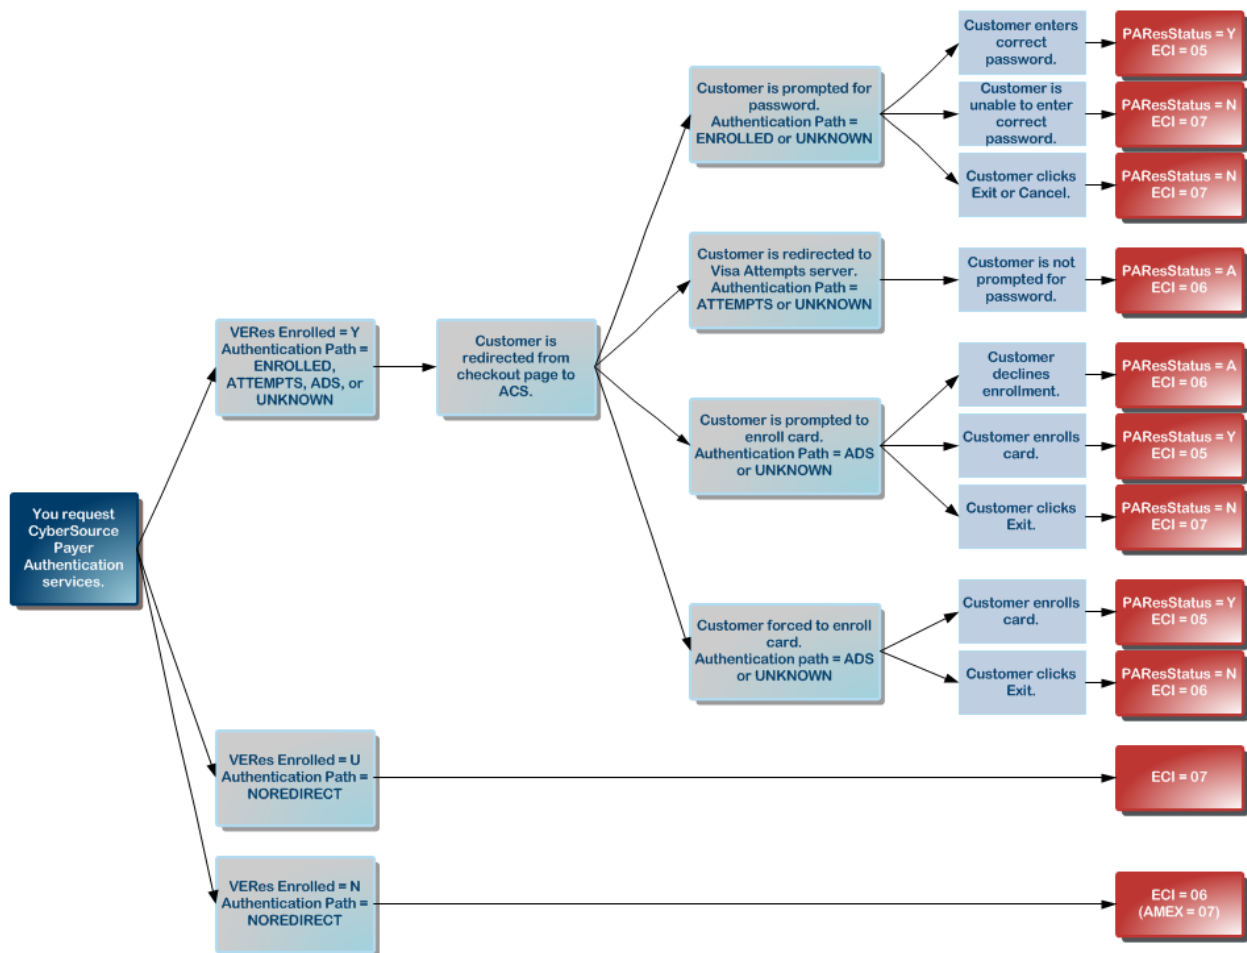 You request
CyberSource
Payer
Authentication
services.
VERes Enrolled = Y
Authentication Path =
ENROLLED,
ATTEMPTS, ADS, or
UNKNOWN
Customer is
redirected from
checkout page to
ACS.
Customer is prompted for
password.
Authentication Path =
ENROLLED or UNKNOWN
Customer enters
correct
password.
PAResStatus = Y
ECI = 05
Customer is
unable to enter
correct
password.
PAResStatus = N
ECI = 07
Customer clicks
Exit or Cancel.
PAResStatus = N
ECI = 07
Customer is redirected to
Visa Attempts server.
Authentication Path =
ATTEMPTS or UNKNOWN
Customer is not
prompted for
password.
PAResStatus = A
ECI = 06
Customer is prompted to
enroll card.
Authentication Path = ADS
or UNKNOWN
Customer
declines
enrollment.
PAResStatus = A
ECI = 06
Customer enrolls
card.
PAResStatus = Y
ECI = 05
Customer clicks
Exit.
PAResStatus = N
ECI = 07
Customer forced to enroll
card.
Authentication path = ADS
or UNKNOWN
Customer enrolls
card.
PAResStatus = Y
ECI = 05
Customer clicks
Exit.
PAResStatus = N
ECI = 06
VERes Enrolled = U
Authentication Path =
NOREDIRECT
ECI = 07
VERes Enrolled = N
Authentication Path =
NOREDIRECT
ECI = 06
(AMEX = 07)